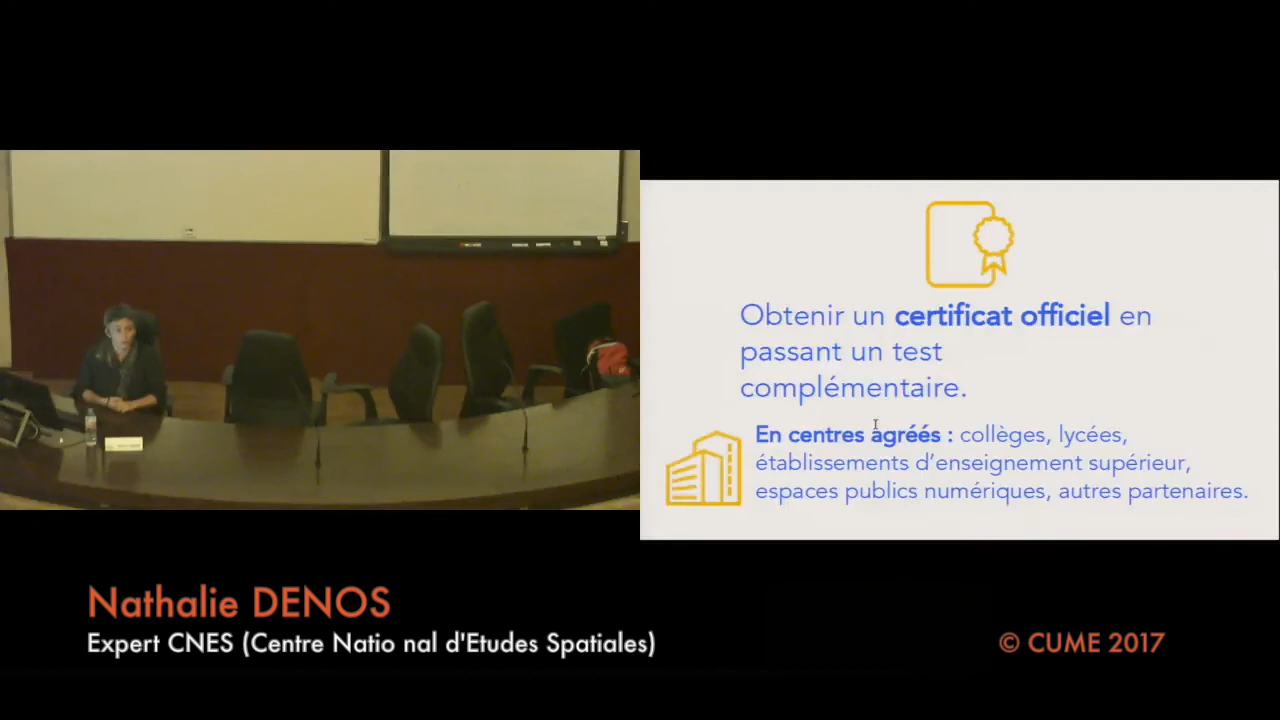 Obtenir un certificat officiel en
passant un test
complémentaire.
En centres agréés : collèges, lycées,
établissements d'enseignement supérieur,
espaces publics numériques, autres partenaires.
Nathalie DENOS
Expert CNES (Centre Natio nal d'Etudes Spatiales)
© CUME 2017